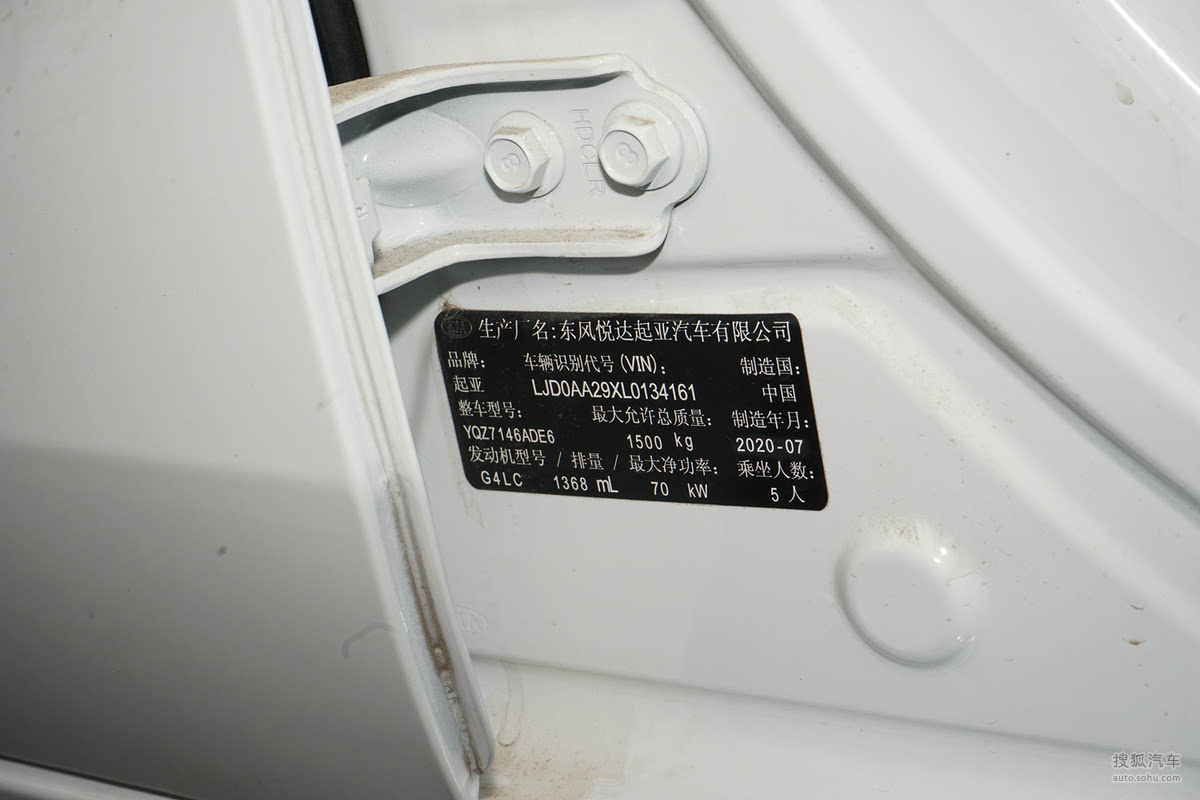 HDCLR
8
8
KIA 生产厂名:东风悦达起亚汽车有限公司
品牌: 车辆识别代号(VIN): 制造国:
起亚 LJD0AA29XL0134161 中国
整车型号: 最大允许总质量: 制造年月:
YQZ7146ADE6 1500 kg 2020-07
发动机型号 / 排量 / 最大净功率: 乘坐人数:
G4LC 1368 mL 70 kW 5 人
搜狐汽车
auto.sohu.com